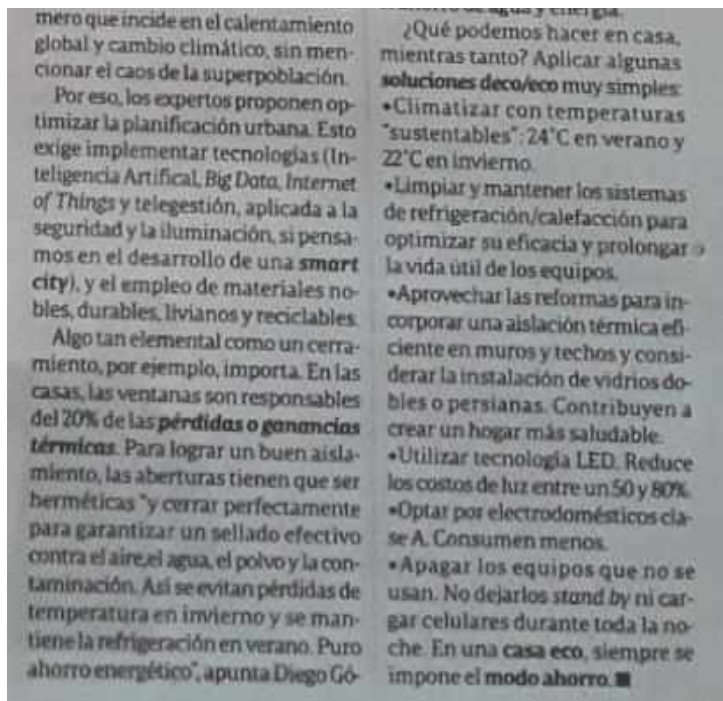 mero que incide en el calentamiento
global y cambio climático, sin men-
cionar el caos de la superpoblación.
Por eso, los expertos proponen op-
timizar la planificación urbana. Esto
exige implementar tecnologías (In-
teligencia Artifical, Big Data, Internet
of Things y telegestión, aplicada a la
seguridad y la iluminación, si pensa-
mos en el desarrollo de una smart
city), y el empleo de materiales no-
bles, durables, livianos y reciclables.
Algo tan elemental como un cerra-
miento, por ejemplo, importa. En las
casas, las ventanas son responsables
del 20% de las pérdidas o ganancias
térmicas. Para lograr un buen aisla-
miento, las aberturas tienen que ser
herméticas "y cerrar perfectamente
para garantizar un sellado efectivo
contra el aire,el agua, el polvo y la con-
taminación. Así se evitan pérdidas de
temperatura en invierno y se man-
tiene la refrigeración en verano. Puro
ahorro energético", apunta Diego Gó-
de agua y energía.
¿Qué podemos hacer en casa,
mientras tanto? Aplicar algunas
soluciones deco/eco muy simples:
•Climatizar con temperaturas
"sustentables": 24°C en verano y
22°C en invierno.
•Limpiar y mantener los sistemas
de refrigeración/calefacción para
optimizar su eficacia y prolongar
la vida útil de los equipos.
•Aprovechar las reformas para in-
corporar una aislación térmica efi-
ciente en muros y techos y consi-
derar la instalación de vidrios do-
bles o persianas. Contribuyen a
crear un hogar más saludable.
•Utilizar tecnología LED. Reduce
los costos de luz entre un 50 y 80%.
•Optar por electrodomésticos cla-
se A. Consumen menos.
•Apagar los equipos que no se
usan. No dejarlos stand by ni car-
gar celulares durante toda la no-
che. En una casa eco, siempre se
impone el modo ahorro. ■